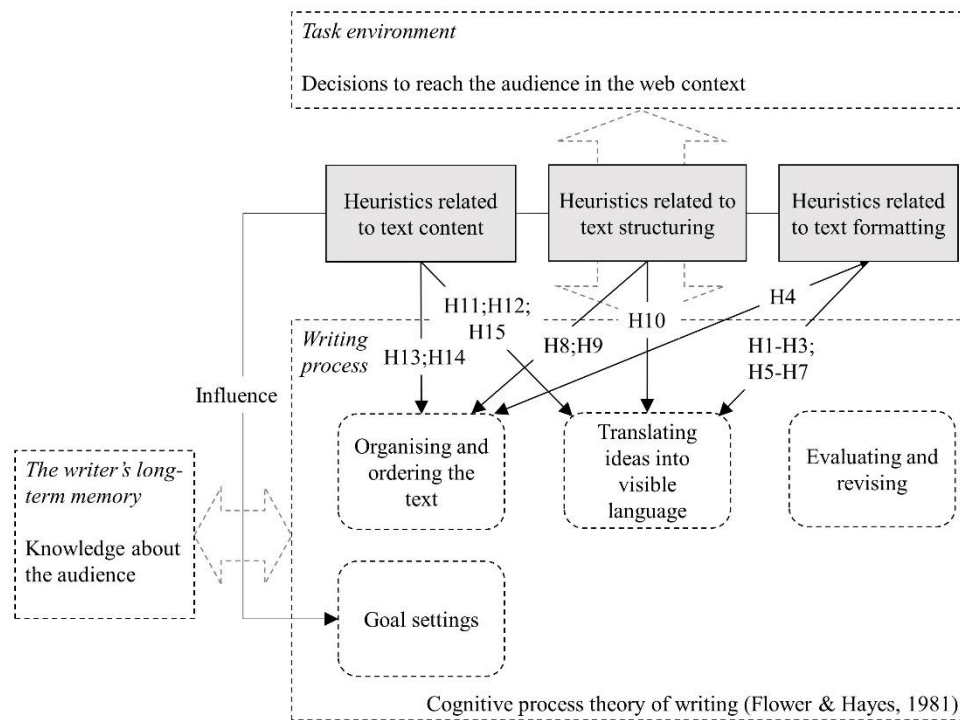 Task environment
Decisions to reach the audience in the web context
Heuristics related
to text content
Heuristics related to
text structuring
Heuristics related
to text formatting
H11;H12;
H15
H13;H14
H8;H9
H10
H4
H1-H3;
H5-H7
Writing
process
Influence
Organising and
ordering the
text
Translating
ideas into
visible
language
Evaluating and
revising
The writer's long-
term memory
Knowledge about
the audience
Goal settings
Cognitive process theory of writing (Flower & Hayes, 1981)